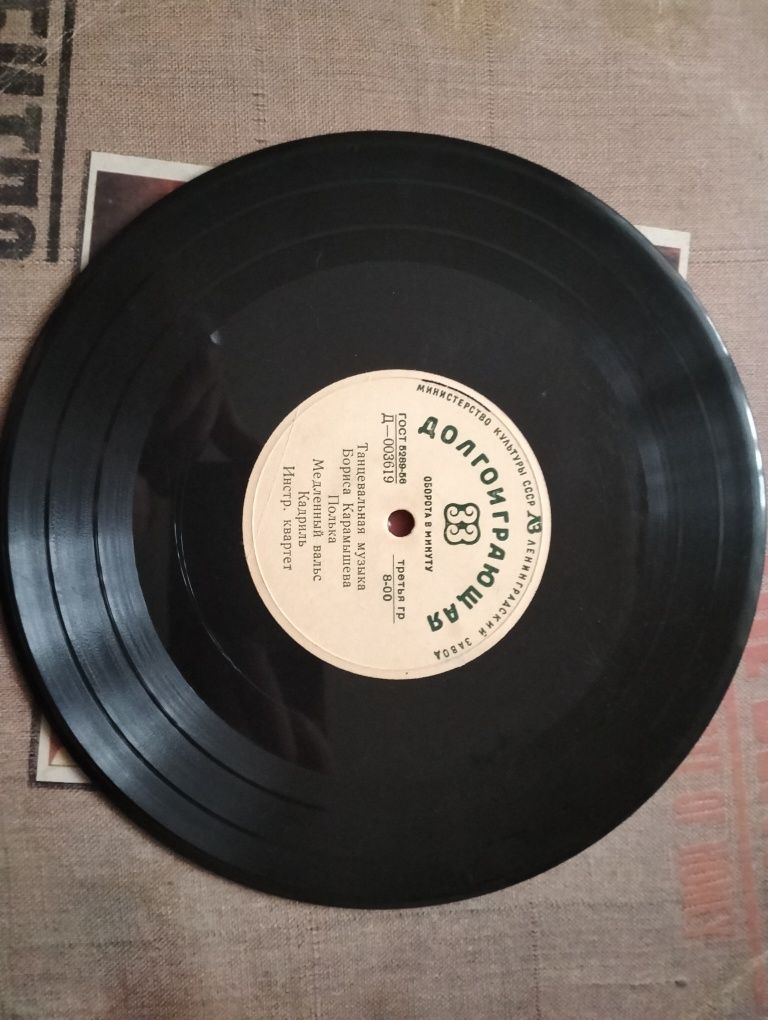 МИНИСТЕРСТВО КУЛЬТУРЫ СССР ЛЗ ЛЕНИНГРАДСКИЙ ЗАВОД
ДОЛГОИГРАЮЩАЯ
33
ОБОРОТА В МИНУТУ
ГОСТ 5289-56
Д—003619
третья гр
8-00
Танцевальная музыка
Бориса Карамышева
Полька
Медленный вальс
Кадриль
Инстр. квартет